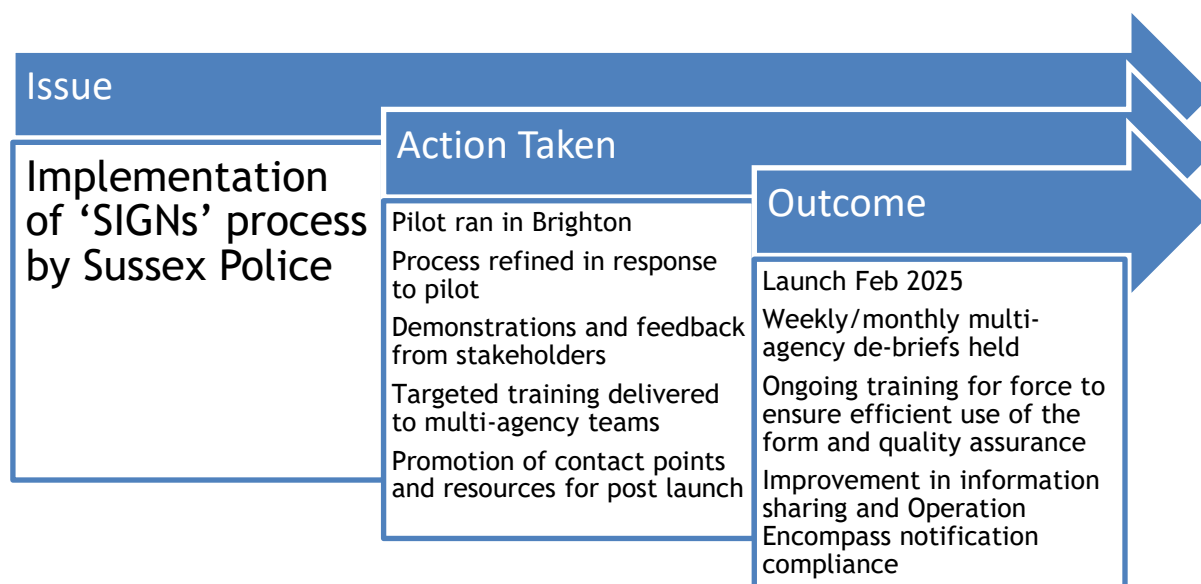 Issue
Implementation
of ‘SIGNs’ process
by Sussex Police
Action Taken
Pilot ran in Brighton
Process refined in response
to pilot
Demonstrations and feedback
from stakeholders
Targeted training delivered
to multi-agency teams
Promotion of contact points
and resources for post launch
Outcome
Launch Feb 2025
Weekly/monthly multi-
agency de-briefs held
Ongoing training for force to
ensure efficient use of the
form and quality assurance
Improvement in information
sharing and Operation
Encompass notification
compliance